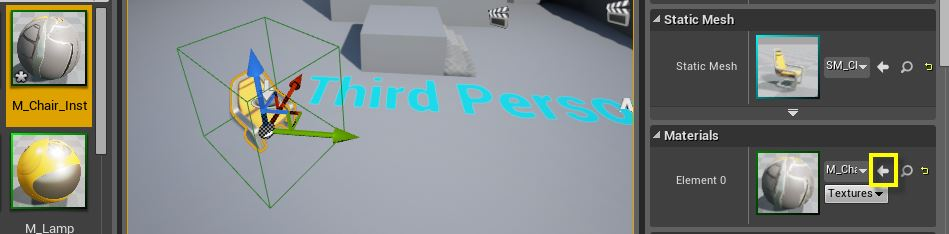 M_Chair_Inst
M_Lamp
Third Perso
Static Mesh
Static Mesh
SM_Cl
Materials
Element 0
M_Cha
Textures